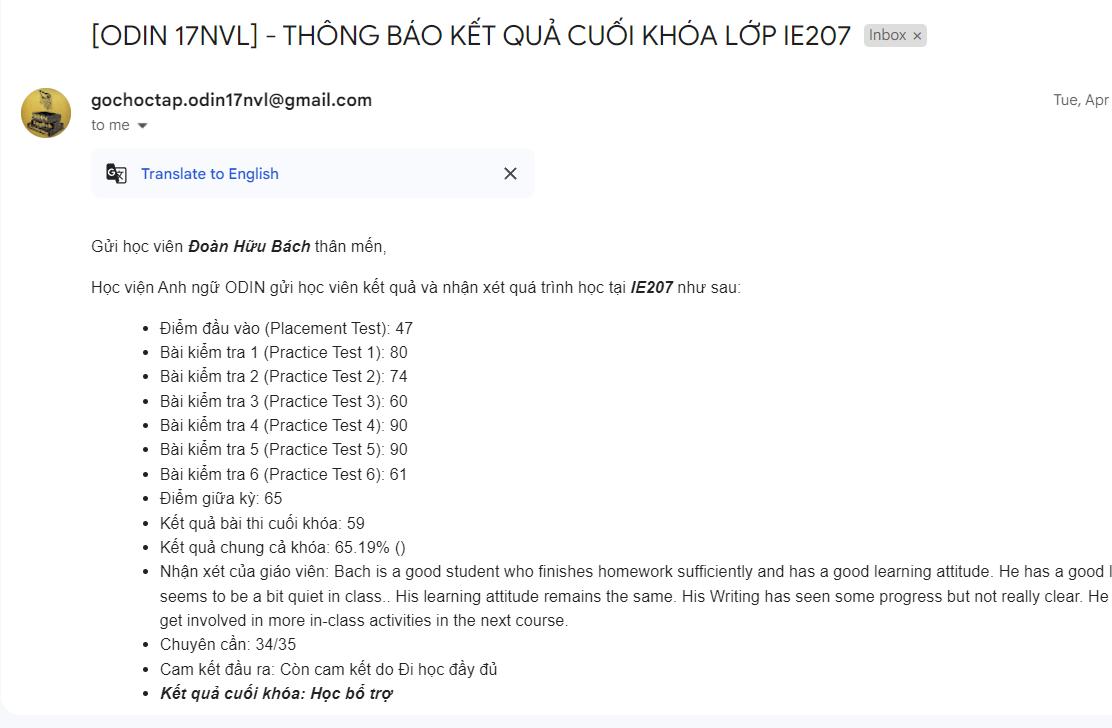 [ODIN 17NVL] - THÔNG BÁO KẾT QUẢ CUỐI KHÓA LỚP IE207 Inbox ×
gochoctap.odin17nvl@gmail.com Tue, Apr
to me
Translate to English
Gửi học viên Đoàn Hữu Bách thân mến,
Học viện Anh ngữ ODIN gửi học viên kết quả và nhận xét quá trình học tại IE207 như sau:
• Điểm đầu vào (Placement Test): 47
• Bài kiểm tra 1 (Practice Test 1): 80
• Bài kiểm tra 2 (Practice Test 2): 74
• Bài kiểm tra 3 (Practice Test 3): 60
• Bài kiểm tra 4 (Practice Test 4): 90
• Bài kiểm tra 5 (Practice Test 5): 90
• Bài kiểm tra 6 (Practice Test 6): 61
• Điểm giữa kỳ: 65
• Kết quả bài thi cuối khóa: 59
• Kết quả chung cả khóa: 65.19% ()
• Nhận xét của giáo viên: Bach is a good student who finishes homework sufficiently and has a good learning attitude. He has a good
seems to be a bit quiet in class.. His learning attitude remains the same. His Writing has seen some progress but not really clear. He
get involved in more in-class activities in the next course.
• Chuyên cần: 34/35
• Cam kết đầu ra: Còn cam kết do Đi học đầy đủ
• Kết quả cuối khóa: Học bổ trợ